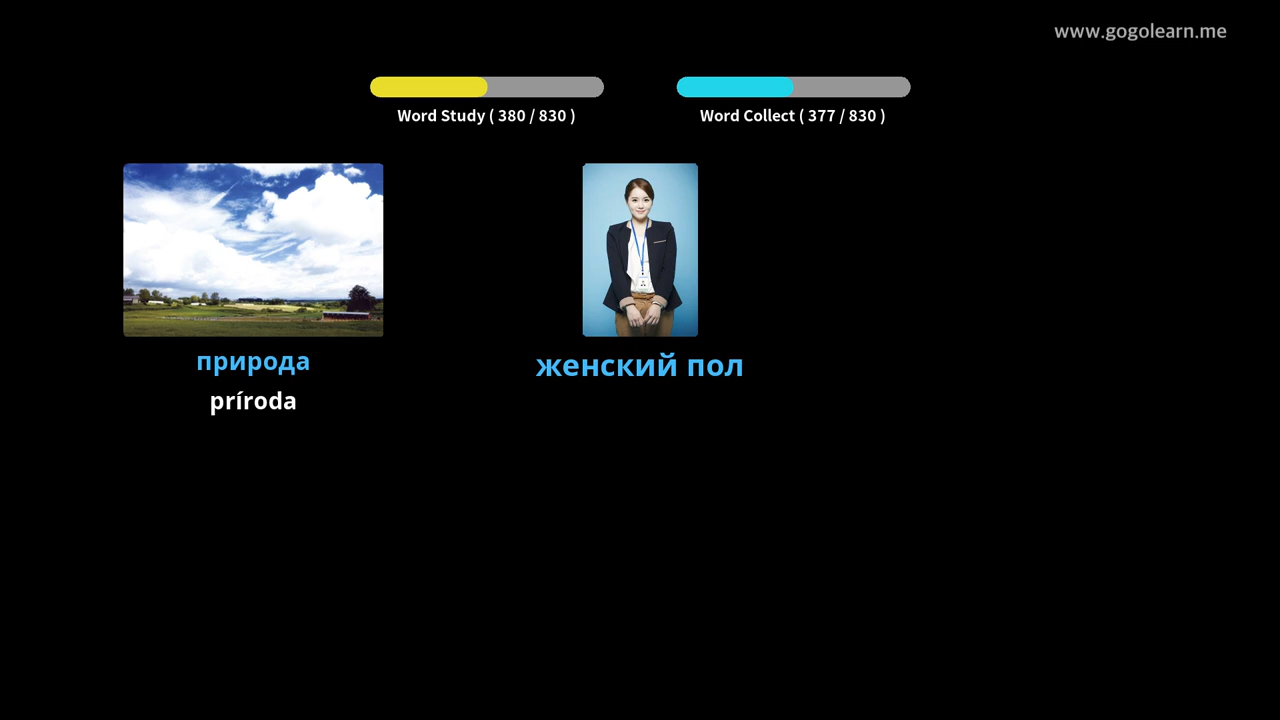 www.gogolearn.me
Word Study ( 380 / 830 )
Word Collect ( 377 / 830 )
природа
príroda
женский пол